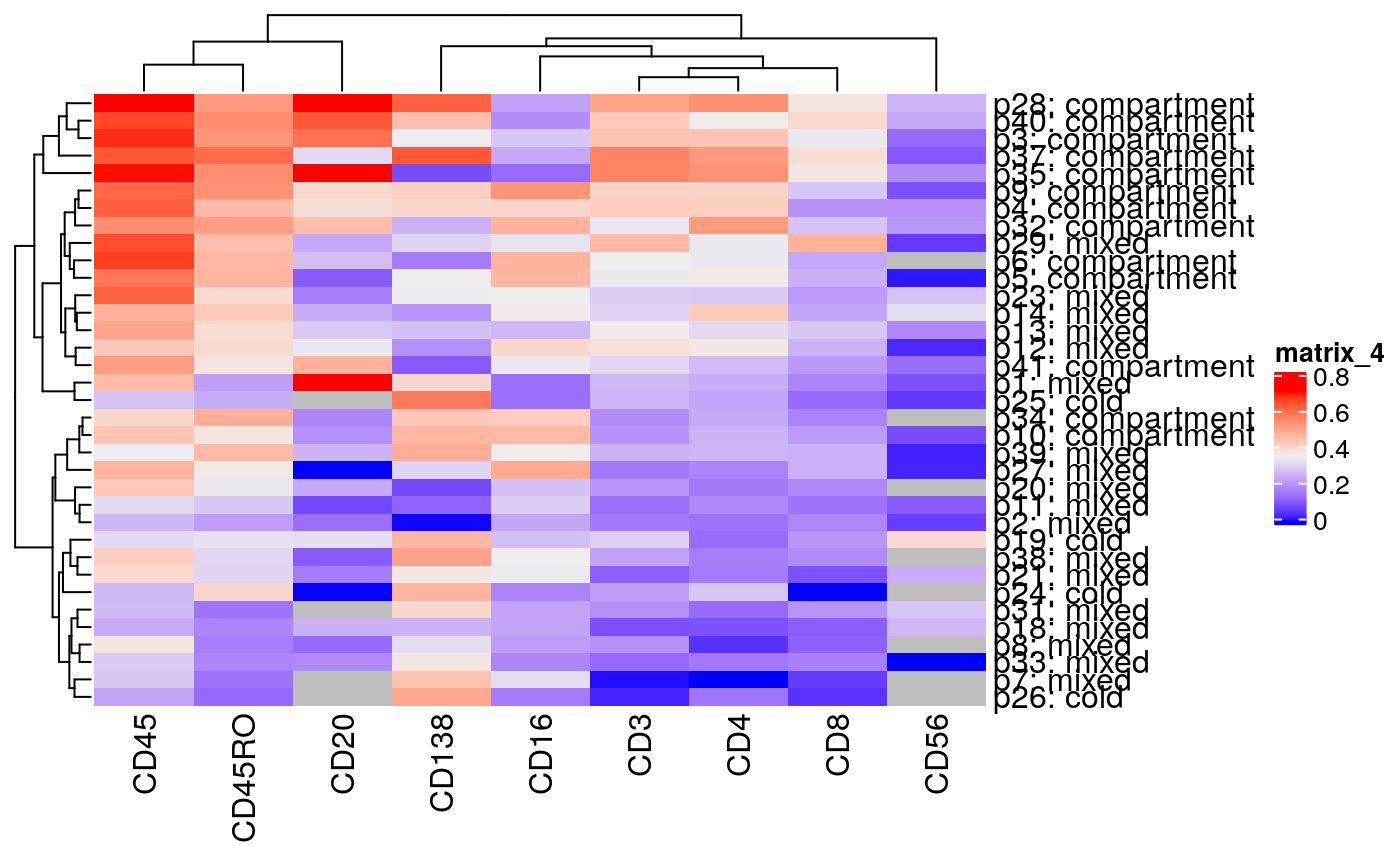 p28: compartment
p40: compartment
p3: compartment
p37: compartment
p35: compartment
p9: compartment
p4: compartment
p32: compartment
p29: mixed
p6: compartment
p5: compartment
p23: mixed
p14: mixed
p13: mixed
p12: mixed
p41: compartment
p1: mixed
p25: cold
p34: compartment
p10: compartment
p39: mixed
p27: mixed
p20: mixed
p11: mixed
p2: mixed
p19: cold
p38: mixed
p21: mixed
p24: cold
p31: mixed
p18: mixed
p8: mixed
p33: mixed
p7: mixed
p26: cold
CD45
CD45RO
CD20
CD138
CD16
CD3
CD4
CD8
CD56
matrix_4
0.8
0.6
0.4
0.2
0